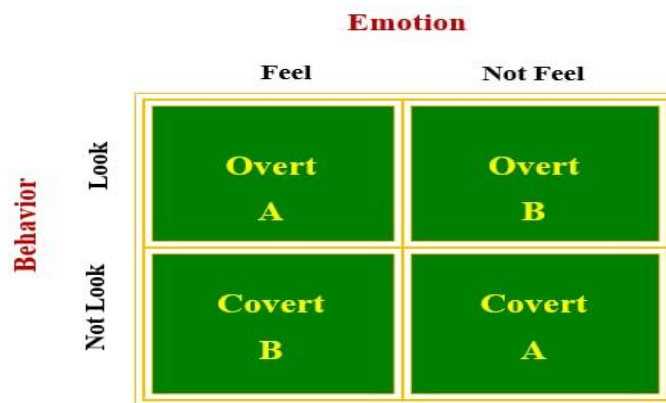 Emotion
Feel Not Feel
Behavior
Look
Overt Overt
A B
Not Look
Covert Covert
B A